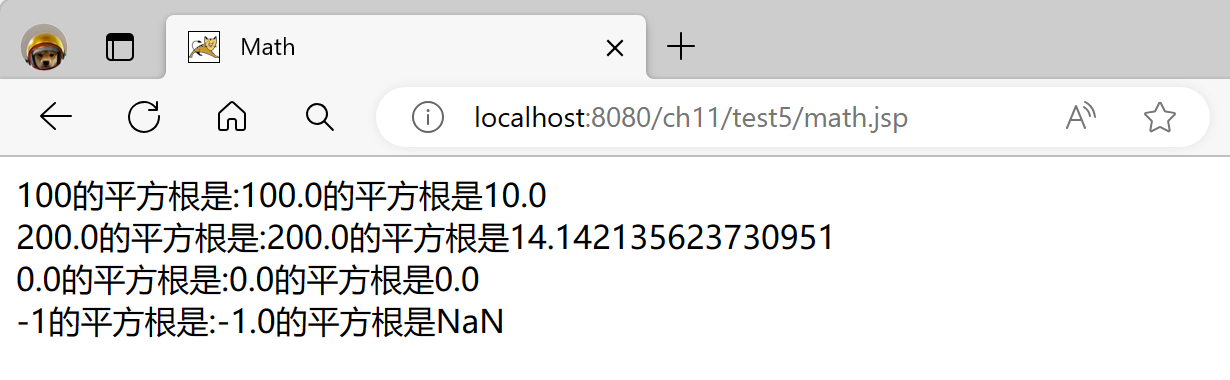 Math
localhost:8080/ch11/test5/math.jsp
100的平方根是:100.0的平方根是10.0
200.0的平方根是:200.0的平方根是14.142135623730951
0.0的平方根是:0.0的平方根是0.0
-1的平方根是:-1.0的平方根是NaN